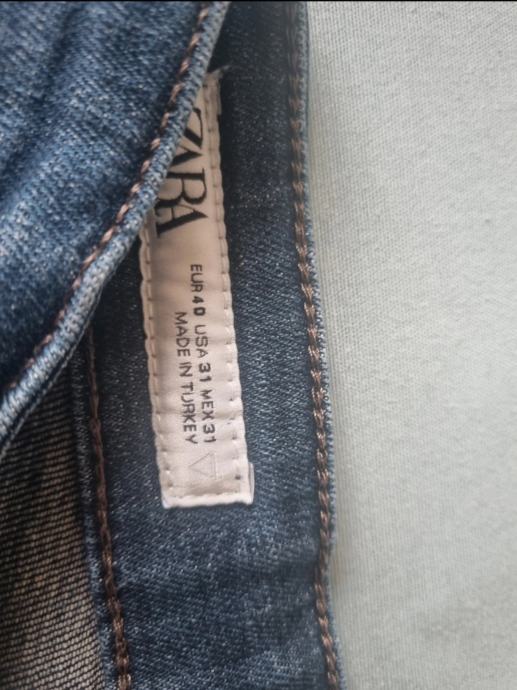 ZARA
EUR 40 USA 31 MEX 31
MADE IN TURKEY